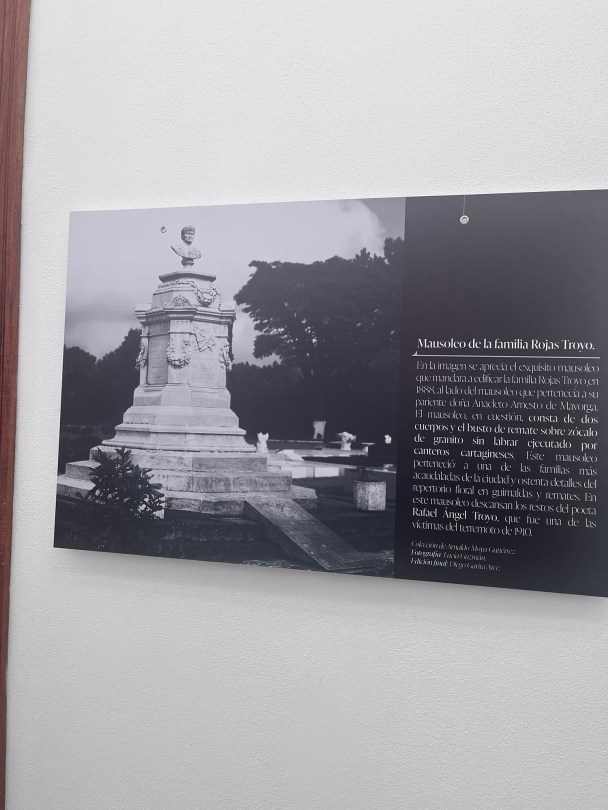 Mausoleo de la familia Rojas Troyo.
En la imagen se aprecia el exquisito mausoleo
que mandara a edificar la familia Rojas Troyo,en
1888, al lado del mausoleo que pertenecía a su
pariente doña Anacleto Arnesto de Mayorga.
El mausoleo, en cuestión, consta de dos
cuerpos y el busto de remate sobre zócalo
de granito sin labrar ejecutado por
canteros cartagineses. Este mausoleo
perteneció a una de las familias más
acaudaladas de la ciudad y ostenta detalles del
repertorio floral en guirnaldas y remates. En
este mausoleo descansan los restos del poeta
Rafael Ángel Troyo, que fue una de las
víctimas del terremoto de 1910.
Colección de Arnaldo Moya Gutiérrez.
Fotografía: Lucía Guzmán.
Edición final: Diego Garita Arce.